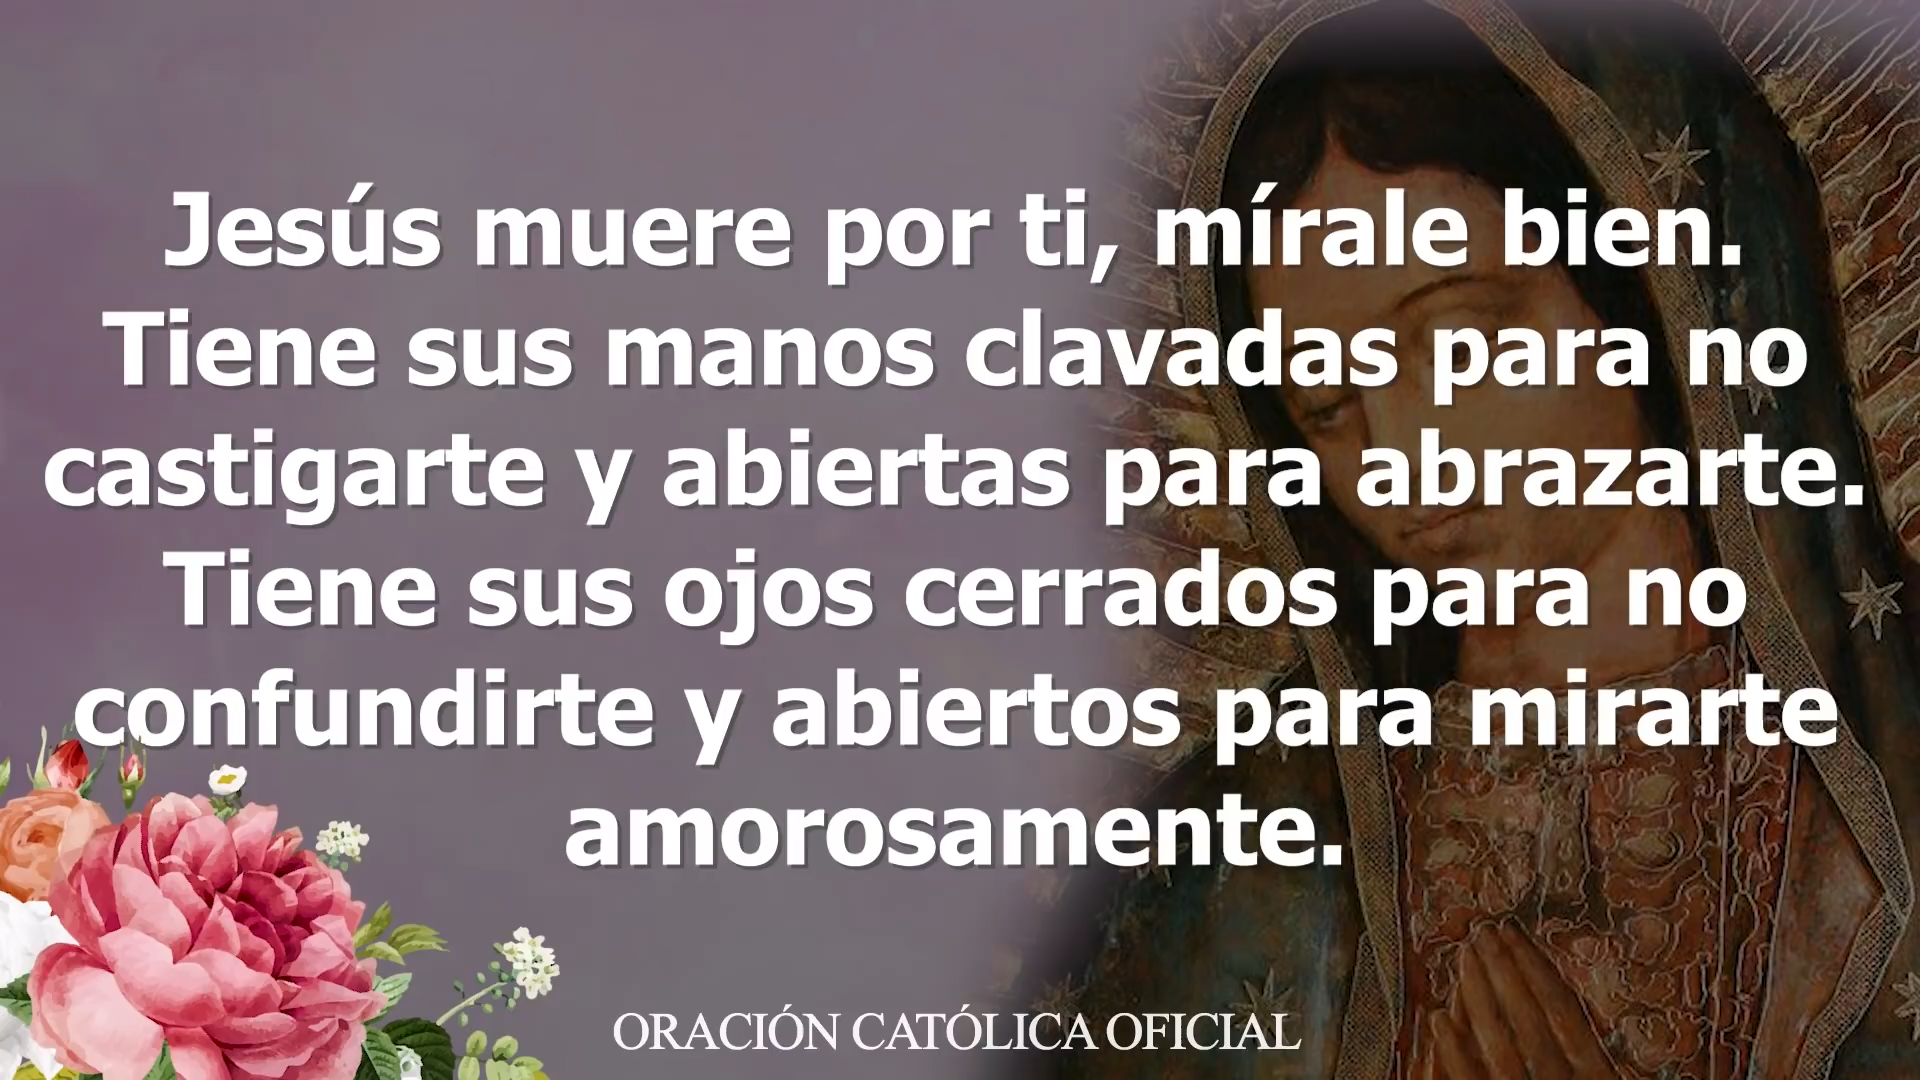 Jesús muere por ti, mírale bien.
Tiene sus manos clavadas para no
castigarte y abiertas para abrazarte.
Tiene sus ojos cerrados para no
confundirte y abiertos para mirarte
amorosamente.
ORACIÓN CATÓLICA OFICIAL